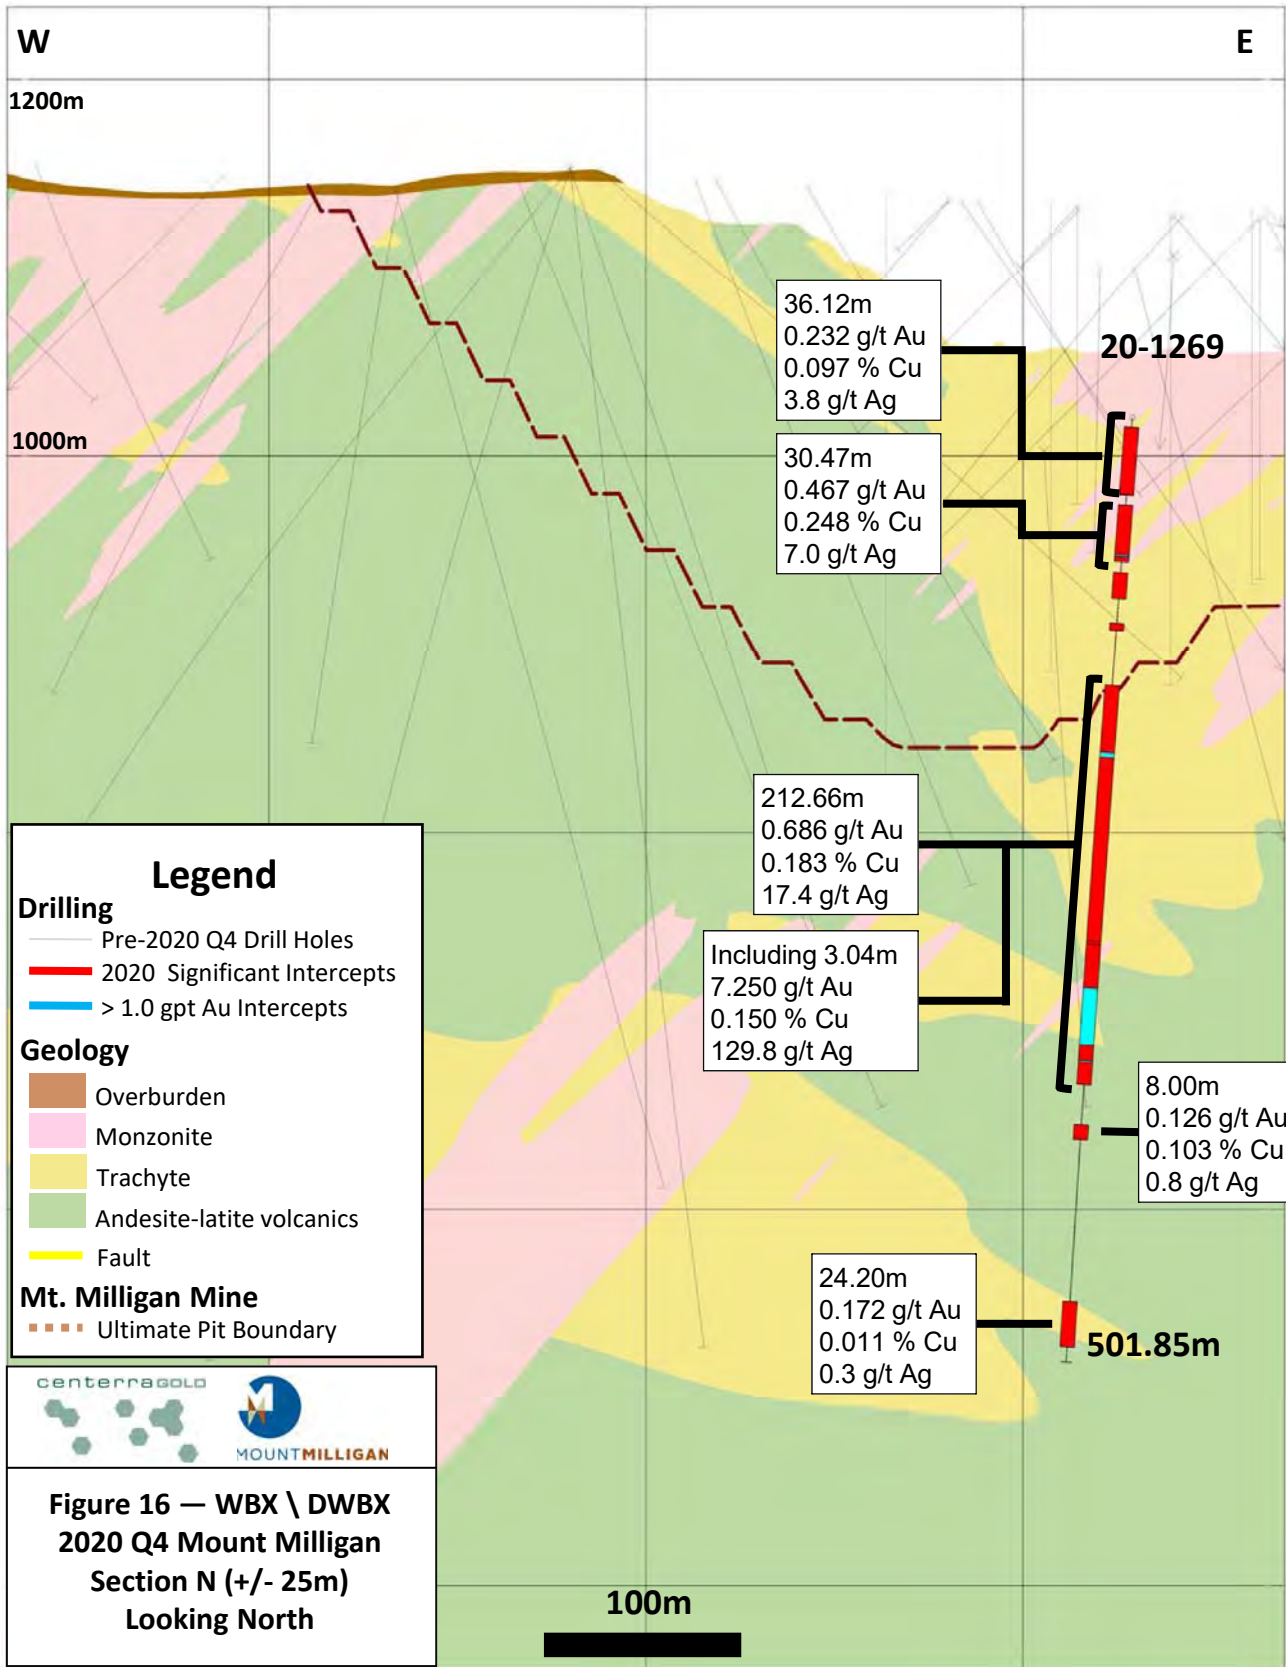 W
E
1200m
36.12m
0.232 g/t Au
0.097 % Cu
3.8 g/t Ag
20-1269
1000m
30.47m
0.467 g/t Au
0.248 % Cu
7.0 g/t Ag
212.66m
0.686 g/t Au
0.183 % Cu
17.4 g/t Ag
Including 3.04m
7.250 g/t Au
0.150 % Cu
129.8 g/t Ag
8.00m
0.126 g/t Au
0.103 % Cu
0.8 g/t Ag
24.20m
0.172 g/t Au
0.011 % Cu
0.3 g/t Ag
501.85m
Legend
Drilling
Pre-2020 Q4 Drill Holes
2020 Significant Intercepts
> 1.0 gpt Au Intercepts
Geology
Overburden
Monzonite
Trachyte
Andesite-latite volcanics
Fault
Mt. Milligan Mine
Ultimate Pit Boundary
centerraGOLD
MOUNTMILLIGAN
Figure 16 — WBX \ DWBX
2020 Q4 Mount Milligan
Section N (+/- 25m)
Looking North
100m